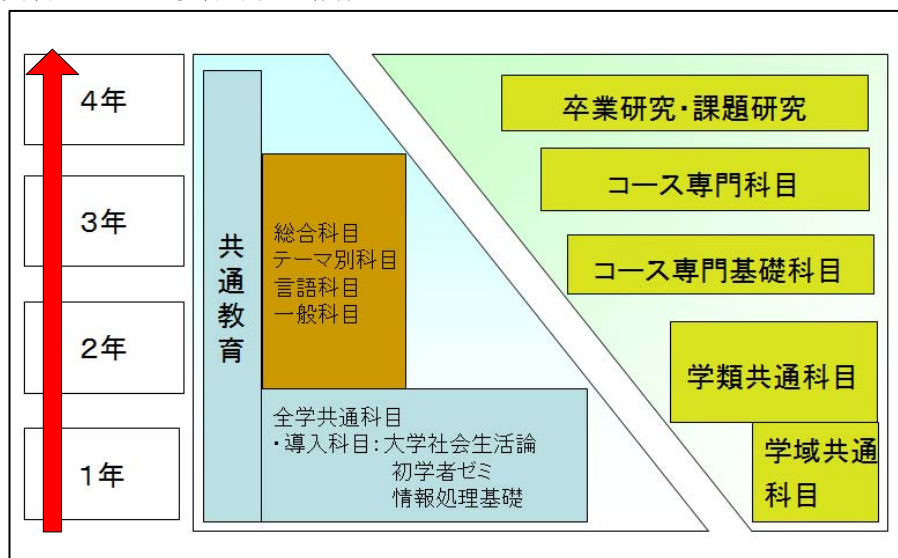 4年
3年
2年
1年
共通教育
総合科目
テーマ別科目
言語科目
一般科目
全学共通科目
・導入科目:大学社会生活論
初学者ゼミ
情報処理基礎
卒業研究・課題研究
コース専門科目
コース専門基礎科目
学類共通科目
学域共通
科目